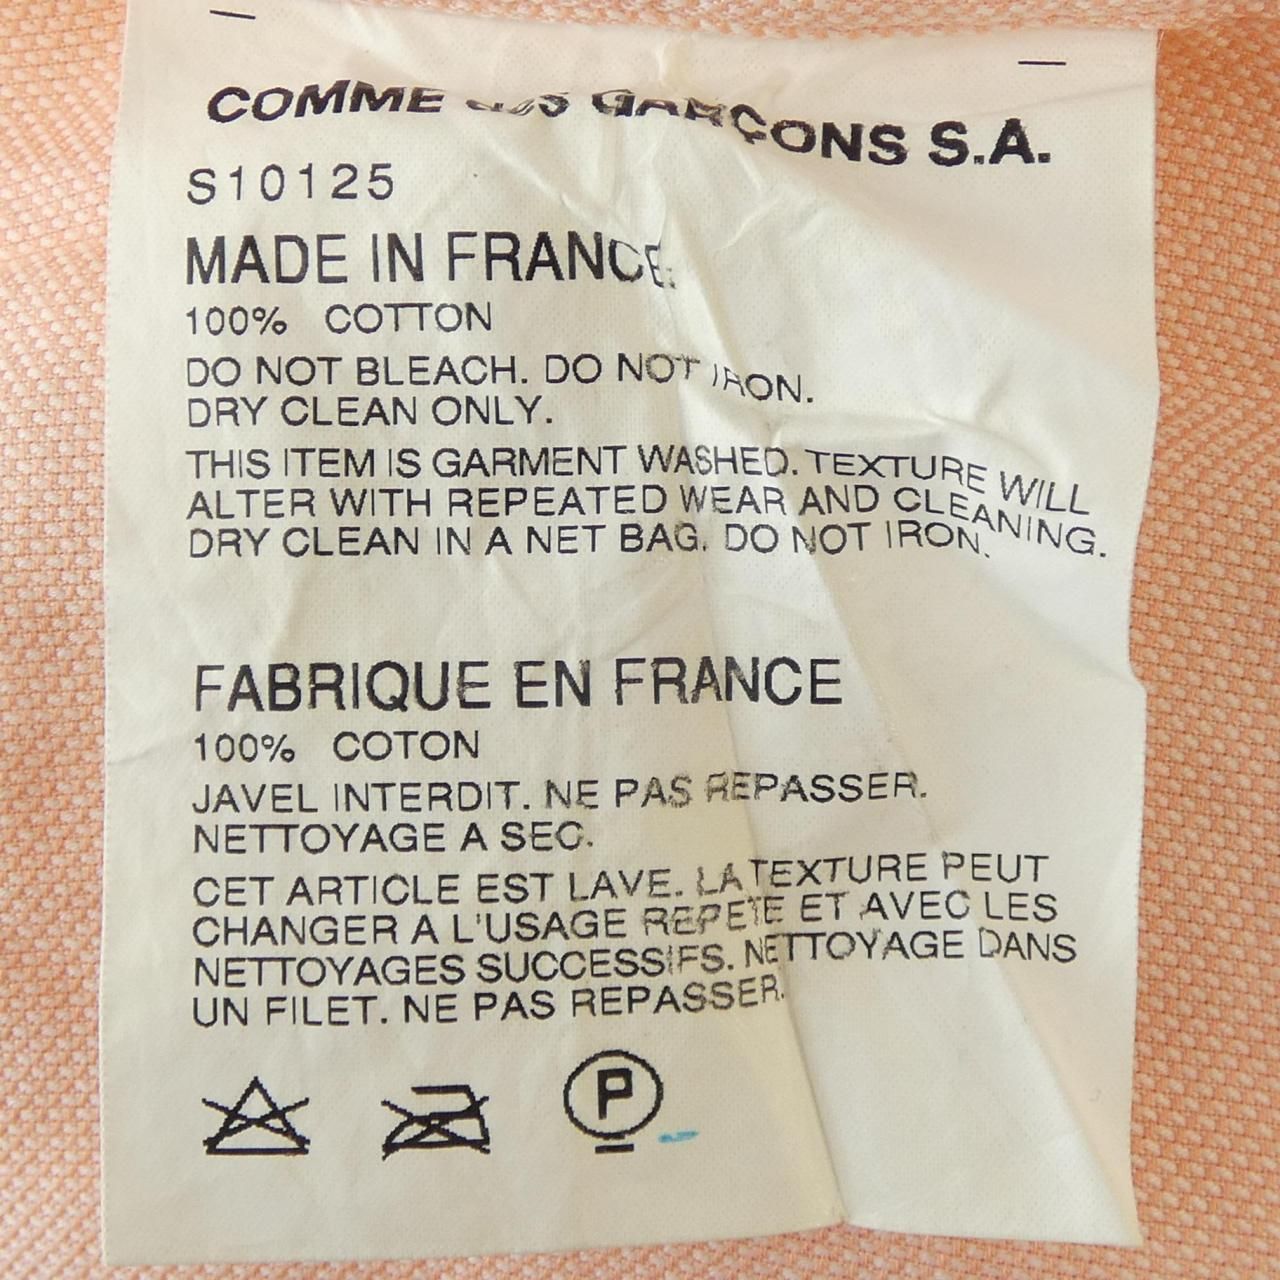 COMME des GARÇONS S.A.
S10125
MADE IN FRANCE.
100% COTTON
DO NOT BLEACH. DO NOT IRON.
DRY CLEAN ONLY.
THIS ITEM IS GARMENT WASHED. TEXTURE WILL
ALTER WITH REPEATED WEAR AND CLEANING.
DRY CLEAN IN A NET BAG. DO NOT IRON.
FABRIQUE EN FRANCE
100% COTON
JAVEL INTERDIT. NE PAS REPASSER.
NETTOYAGE A SEC.
CET ARTICLE EST LAVE. LA TEXTURE PEUT
CHANGER A L'USAGE REPETE ET AVEC LES
NETTOYAGES SUCCESSIFS. NETTOYAGE DANS
UN FILET. NE PAS REPASSER.
P